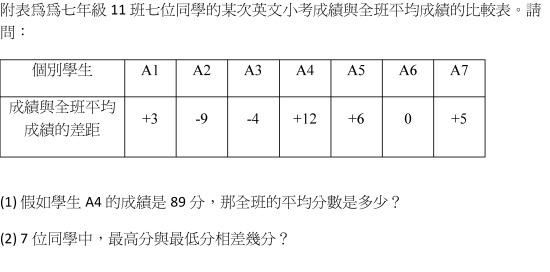 附表為為七年級 11 班七位同學的某次英文小考成績與全班平均成績的比較表。請
問：
個別學生 A1 A2 A3 A4 A5 A6 A7
成績與全班平均
成績的差距 +3 -9 -4 +12 +6 0 +5
(1) 假如學生 A4 的成績是 89 分，那全班的平均分數是多少？
(2) 7 位同學中，最高分與最低分相差幾分？